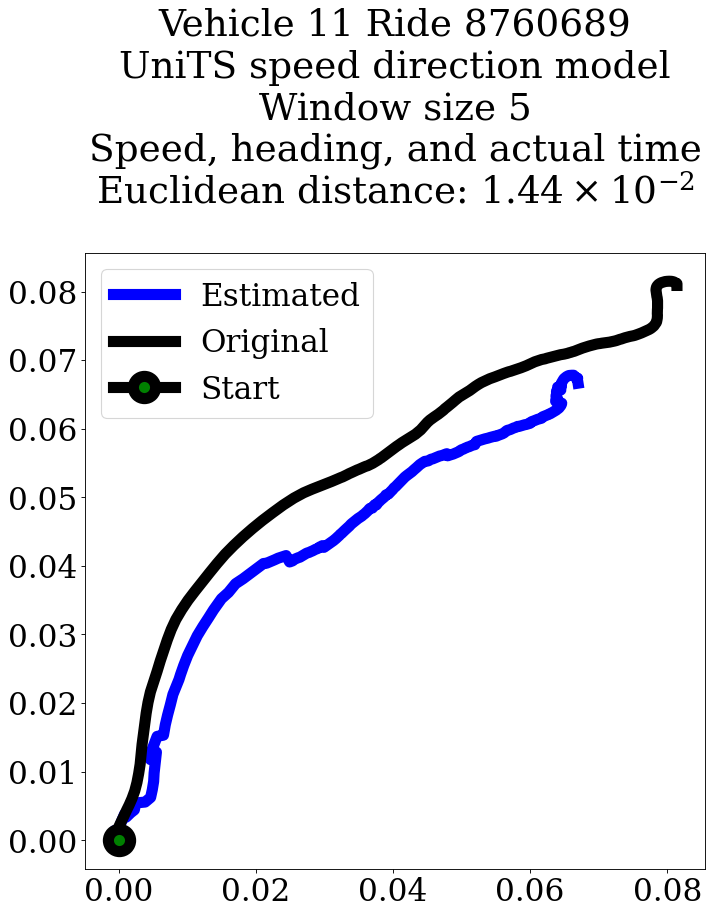 Vehicle 11 Ride 8760689
UniTS speed direction model
Window size 5
Speed, heading, and actual time
Euclidean distance: 1.44 × 10⁻²
Estimated
Original
Start
0.08
0.07
0.06
0.05
0.04
0.03
0.02
0.01
0.00
0.00 0.02 0.04 0.06 0.08